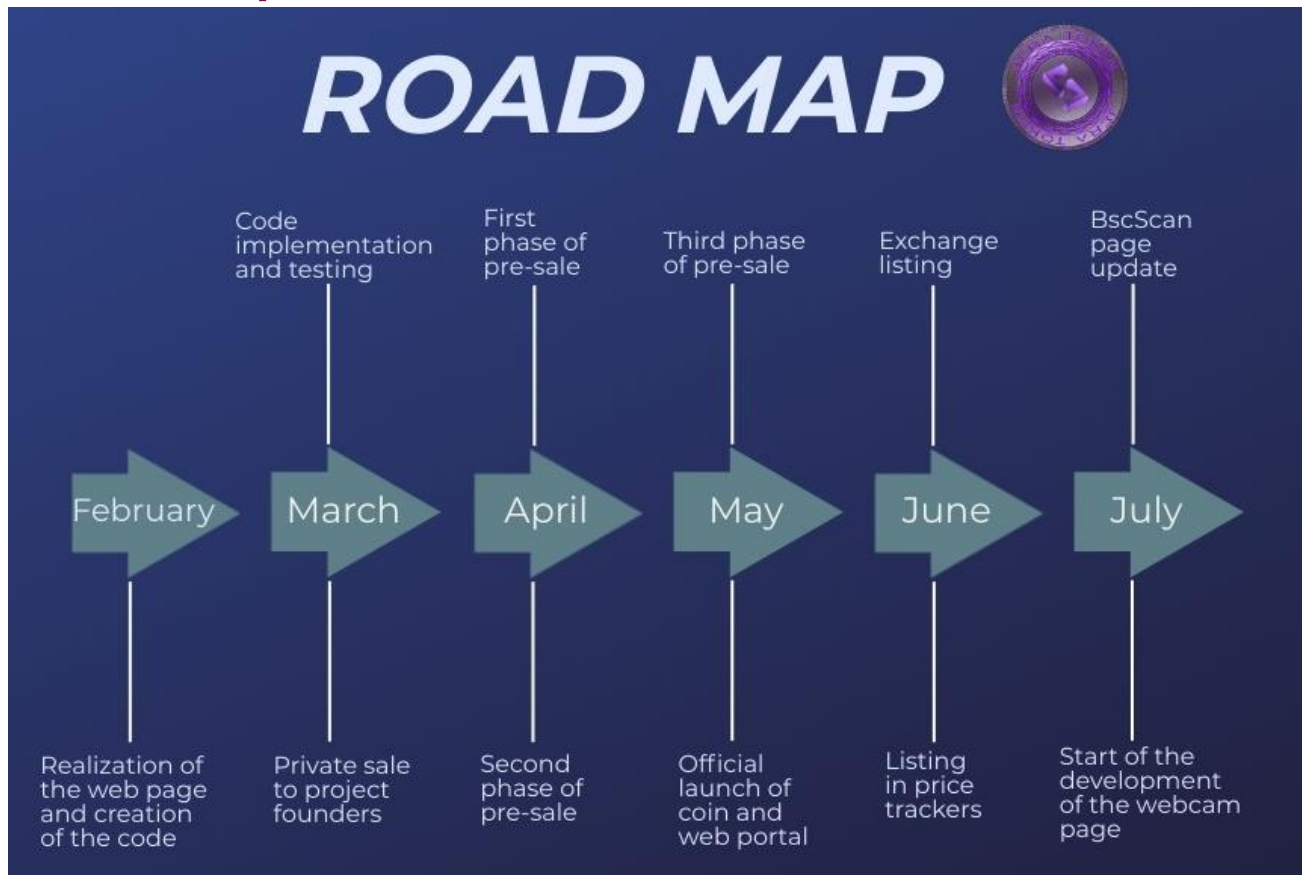 ROAD MAP
Code
implementation
and testing
First
phase of
pre-sale
Third phase
of pre-sale
Exchange
listing
BscScan
page
update
February
March
April
May
June
July
Realization of
the web page
and creation
of the code
Private sale
to project
founders
Second
phase of
pre-sale
Official
launch of
coin and
web portal
Listing
in price
trackers
Start of the
development
of the webcam
page